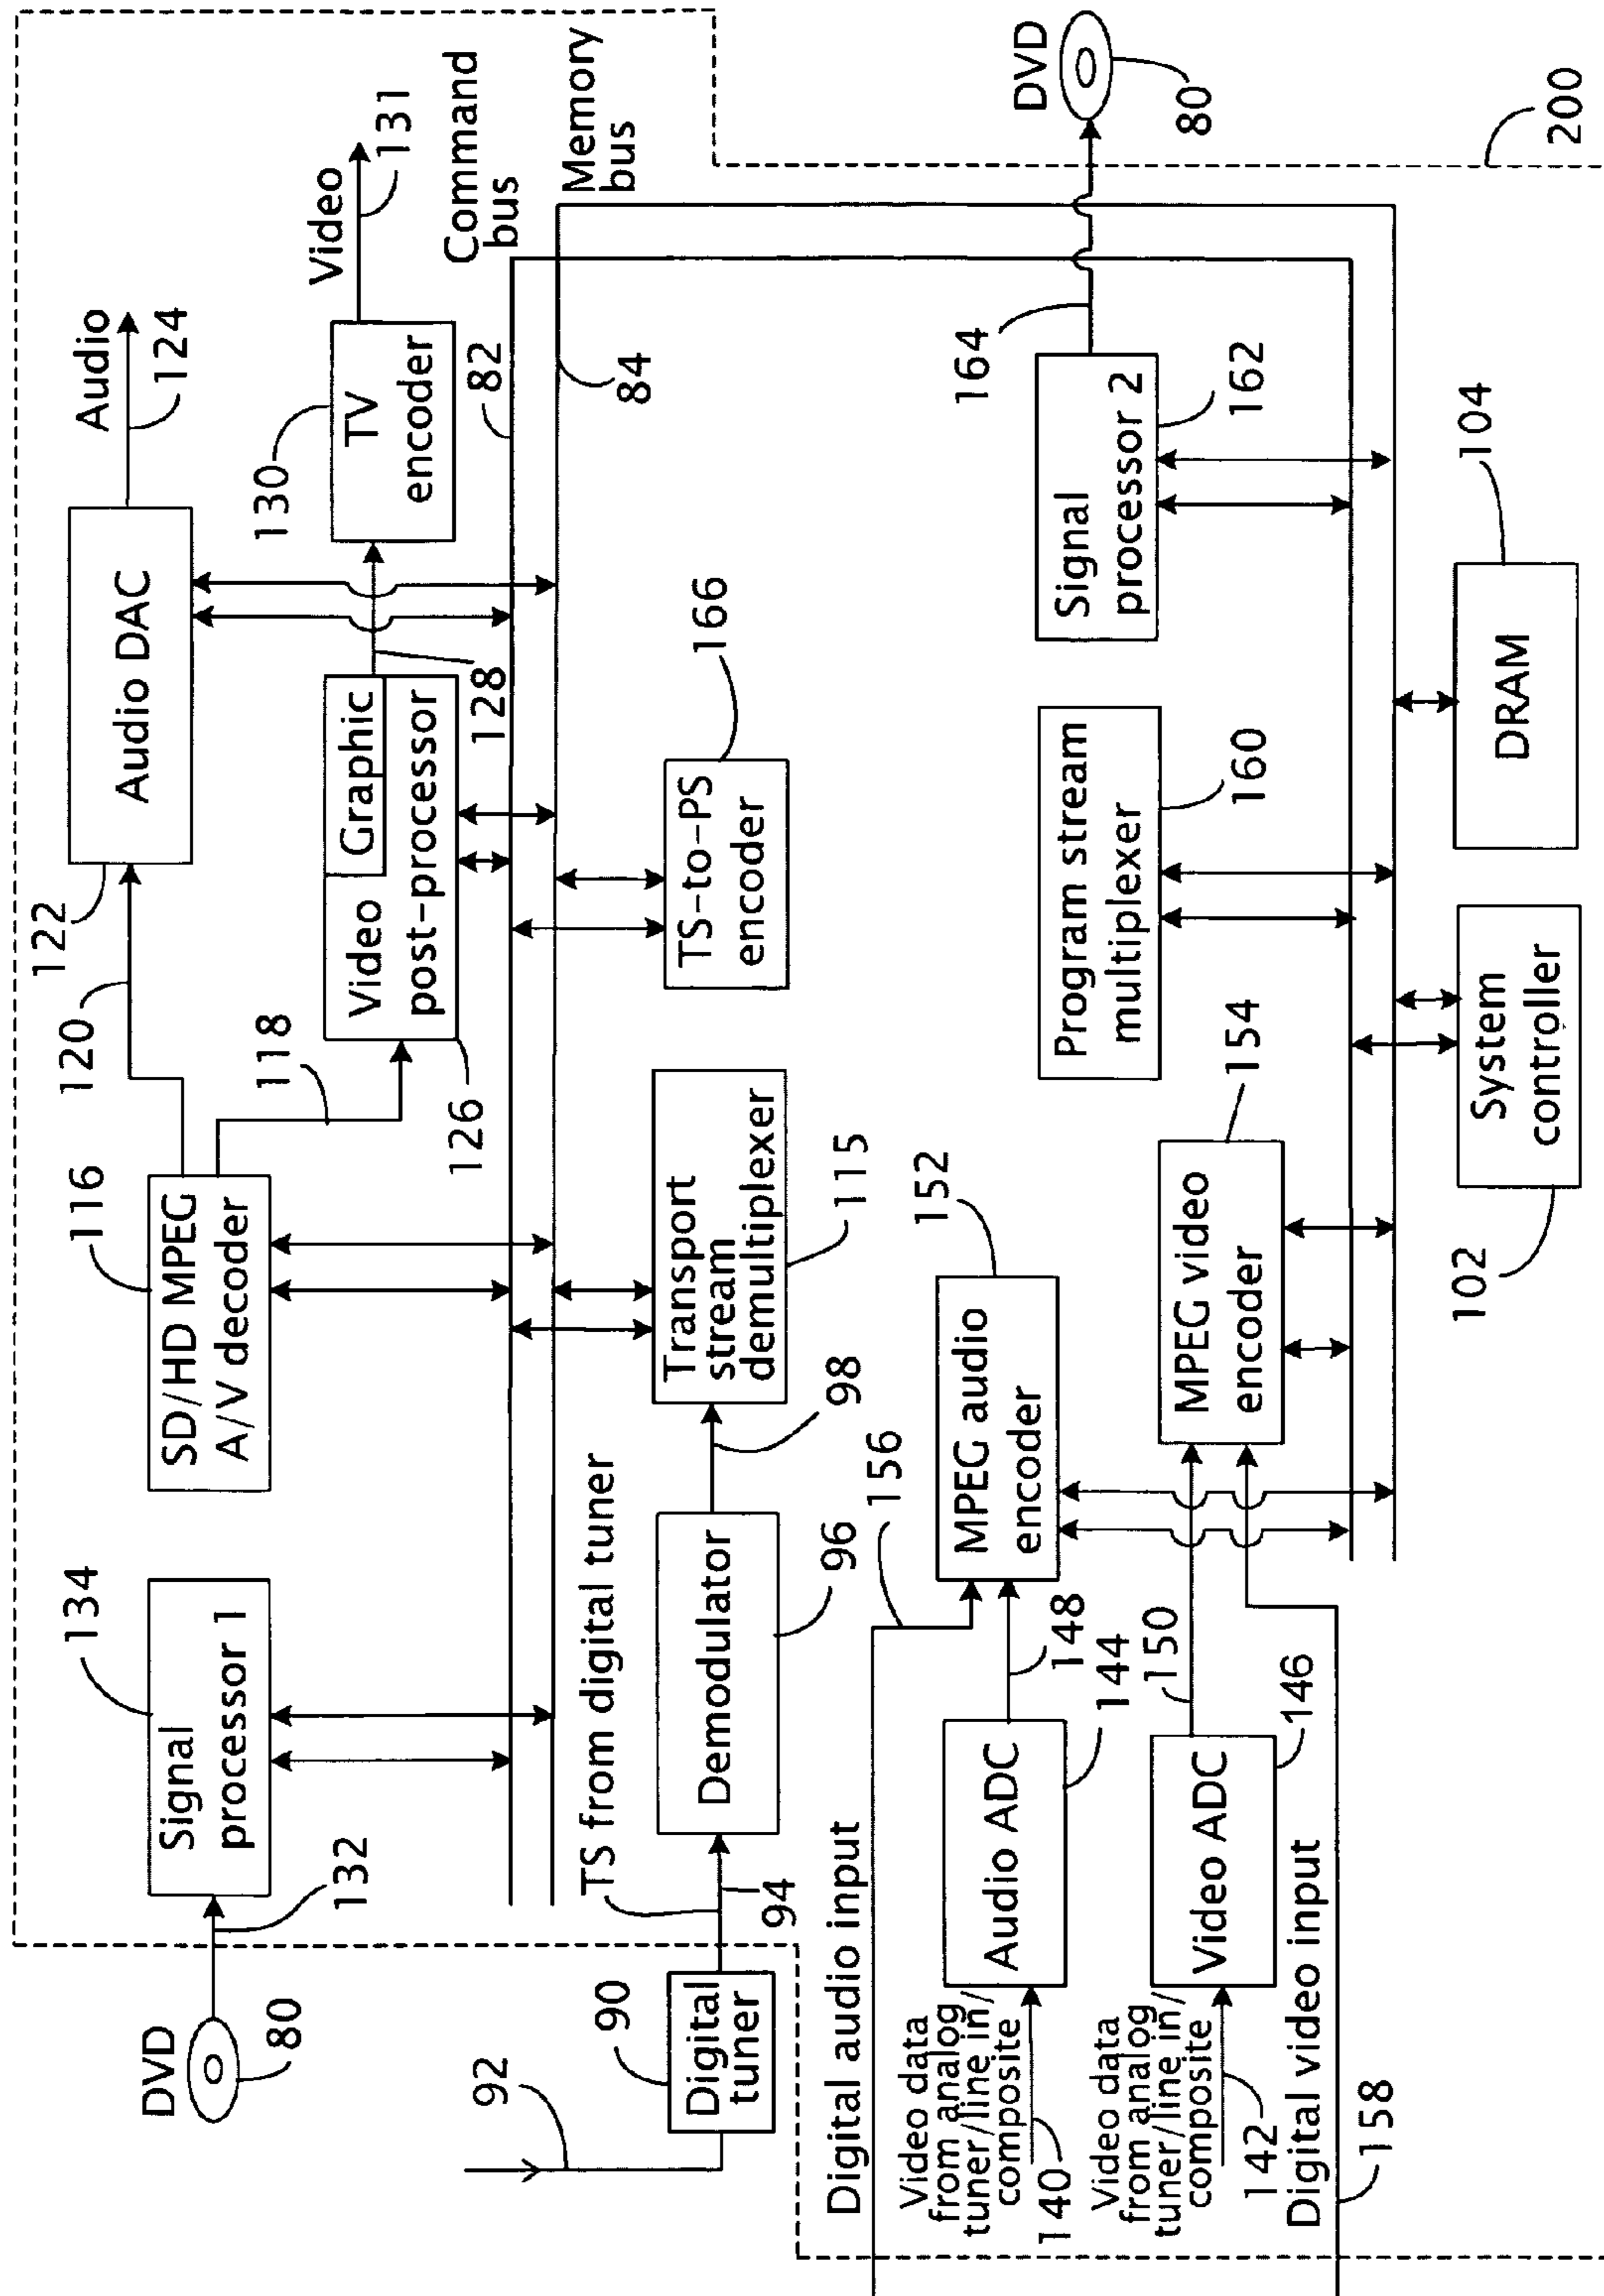 DVD
80
132
134
Signal
processor 1
116
SD/HD MPEG
A/V decoder
120
122
Audio DAC
Audio
124
118
126
Video
Graphic
post-processor
128
130
TV
encoder
Video
131
82
Command
bus
84
Memory
bus
92
90
Digital
tuner
TS from digital tuner
94
Demodulator
96
98
Transport
stream
demultiplexer
115
TS-to-PS
encoder
166
Digital audio input
156
Video data
from analog
tuner/line in/
composite
140
Audio ADC
144
148
MPEG audio
encoder
152
Video data
from analog
tuner/line in/
composite
142
Video ADC
146
150
MPEG video
encoder
154
Digital video input
158
Program stream
multiplexer
160
Signal
processor 2
162
164
DVD
80
System
controller
102
DRAM
104
200